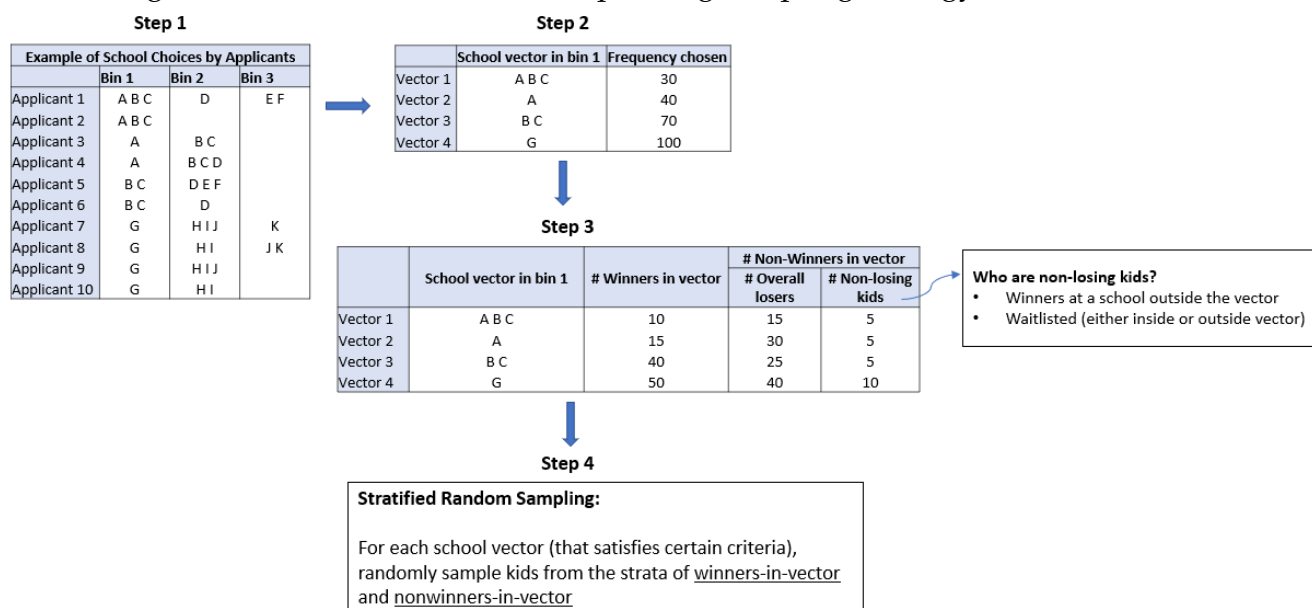 Step 1
Example of School Choices by Applicants
Bin 1 Bin 2 Bin 3
Applicant 1 A B C D E F
Applicant 2 A B C
Applicant 3 A B C
Applicant 4 A B C D
Applicant 5 B C D E F
Applicant 6 B C D
Applicant 7 G H I J K
Applicant 8 G H I J K
Applicant 9 G H I J
Applicant 10 G H I
Step 2
School vector in bin 1 Frequency chosen
Vector 1 A B C 30
Vector 2 A 40
Vector 3 B C 70
Vector 4 G 100
Step 3
# Non-Winners in vector
School vector in bin 1 # Winners in vector # Overall losers # Non-losing kids
Vector 1 A B C 10 15 5
Vector 2 A 15 30 5
Vector 3 B C 40 25 5
Vector 4 G 50 40 10
Who are non-losing kids?
• Winners at a school outside the vector
• Waitlisted (either inside or outside vector)
Step 4
Stratified Random Sampling:
For each school vector (that satisfies certain criteria),
randomly sample kids from the strata of winners-in-vector
and nonwinners-in-vector